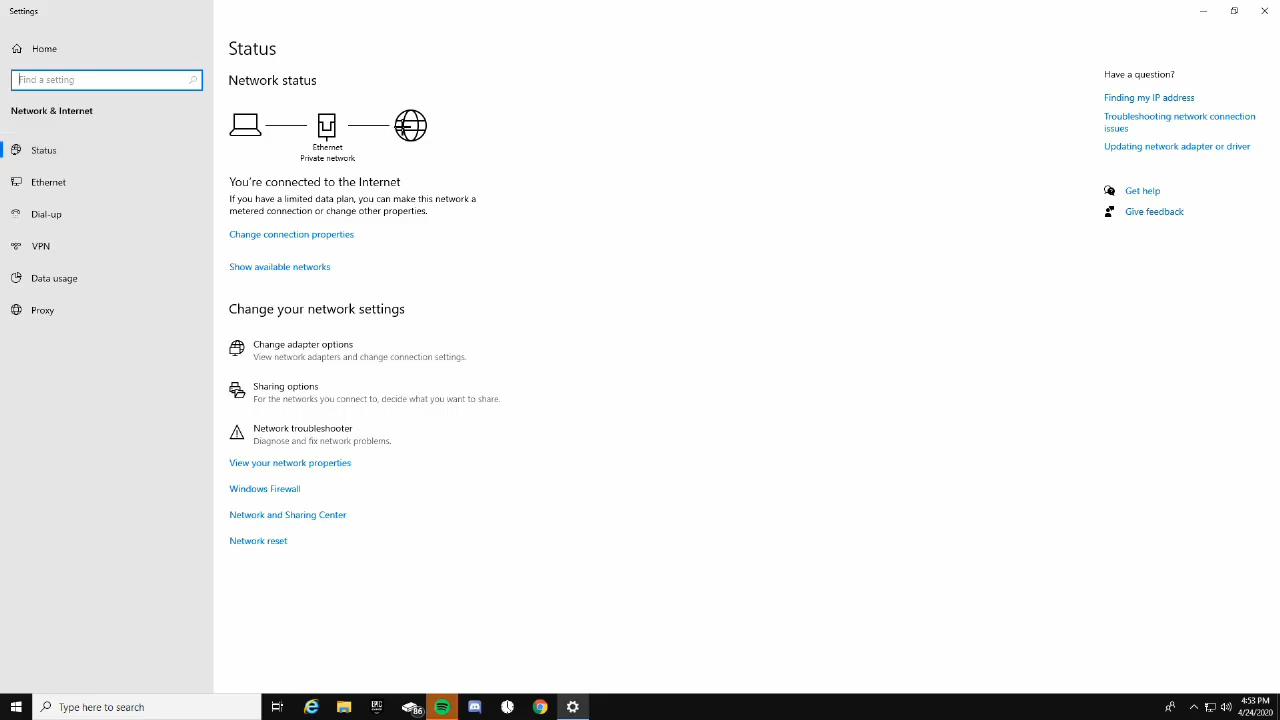 Settings
Home
Find a setting
Network & Internet
Status
Ethernet
Dial-up
VPN
Data usage
Proxy
Status
Network status
Ethernet
Private network
You're connected to the Internet
If you have a limited data plan, you can make this network a
metered connection or change other properties.
Change connection properties
Show available networks
Change your network settings
Change adapter options
View network adapters and change connection settings.
Sharing options
For the networks you connect to, decide what you want to share.
Network troubleshooter
Diagnose and fix network problems.
View your network properties
Windows Firewall
Network and Sharing Center
Network reset
Have a question?
Finding my IP address
Troubleshooting network connection
issues
Updating network adapter or driver
Get help
Give feedback
Type here to search
EPIC
86
4:53 PM
4/24/2020